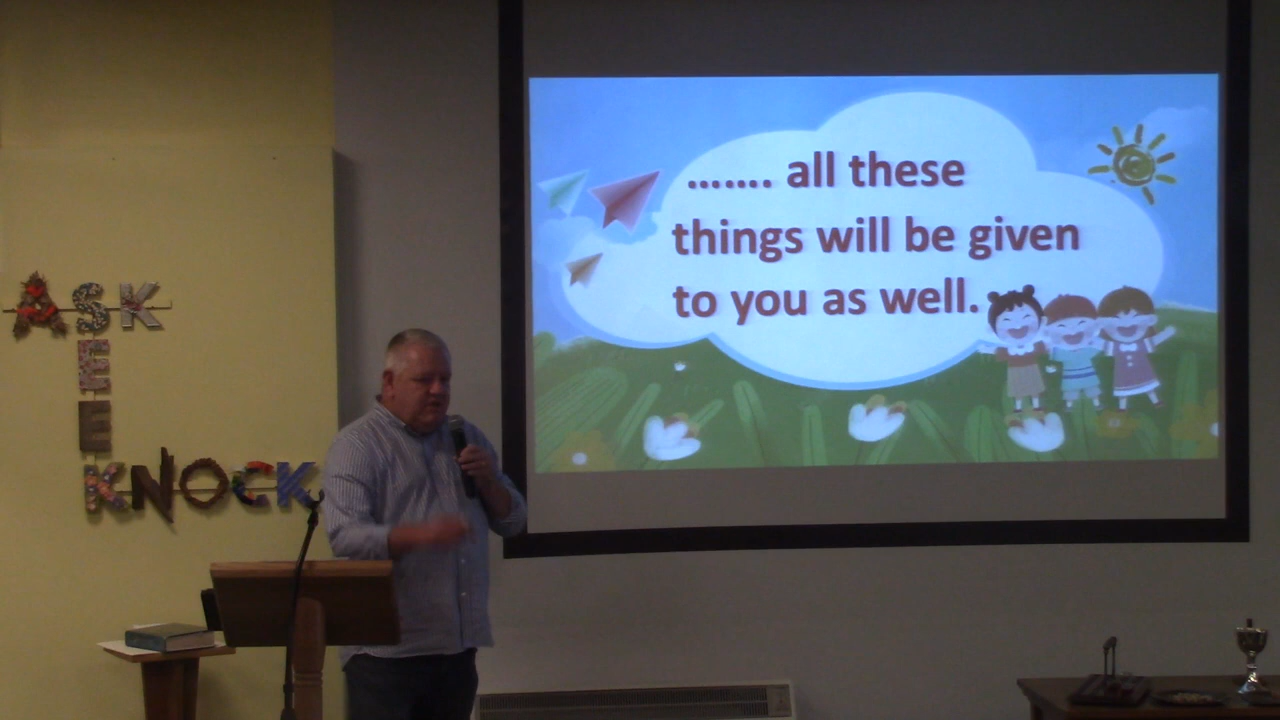 ....... all these
things will be given
to you as well.
ASK
SEEK
KNOCK